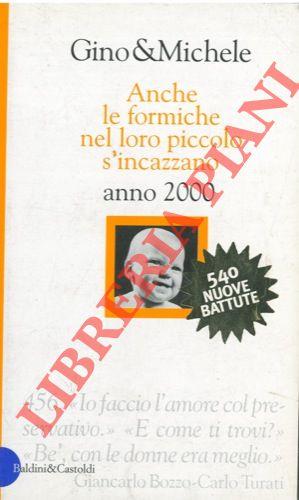 Gino&Michele
Anche
le formiche
nel loro piccolo
s'incazzano
anno 2000
540
NUOVE
BATTUTE
LIBRERIA PIANI
456. «Io faccio l'amore col pre-
servativo.» «E come ti trovi?»
«Be', con le donne era meglio.»
Giancarlo Bozzo-Carlo Turati
Baldini&Castoldi